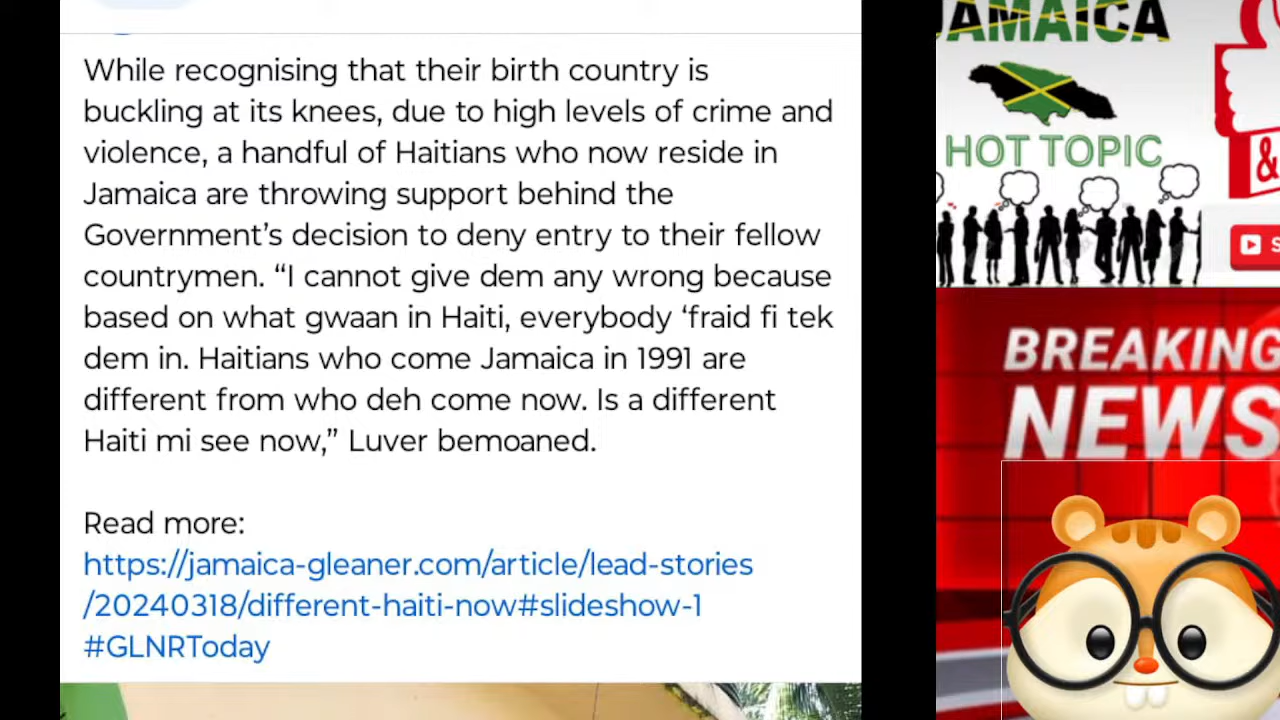 While recognising that their birth country is
buckling at its knees, due to high levels of crime and
violence, a handful of Haitians who now reside in
Jamaica are throwing support behind the
Government’s decision to deny entry to their fellow
countrymen. “I cannot give dem any wrong because
based on what gwaan in Haiti, everybody ‘fraid fi tek
dem in. Haitians who come Jamaica in 1991 are
different from who deh come now. Is a different
Haiti mi see now,” Luver bemoaned.
Read more:
https://jamaica-gleaner.com/article/lead-stories
/20240318/different-haiti-now#slideshow-1
#GLNRToday
JAMAICA
HOT TOPIC
&
S
BREAKING
NEWS